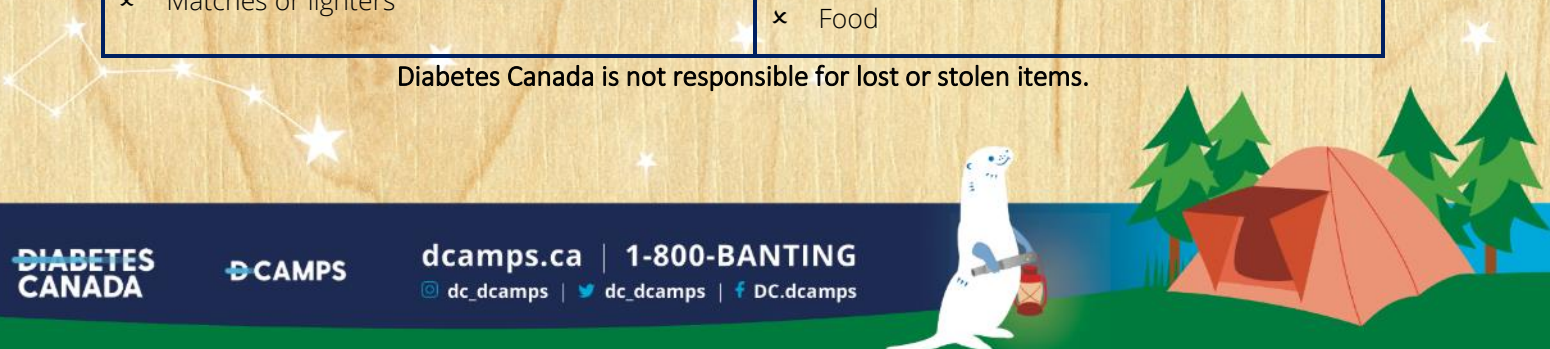 × Matches or lighters
× Food
Diabetes Canada is not responsible for lost or stolen items.
DIABETES
CANADA
D-CAMPS
dcamps.ca | 1-800-BANTING
dc_dcamps | dc_dcamps | DC.dcamps